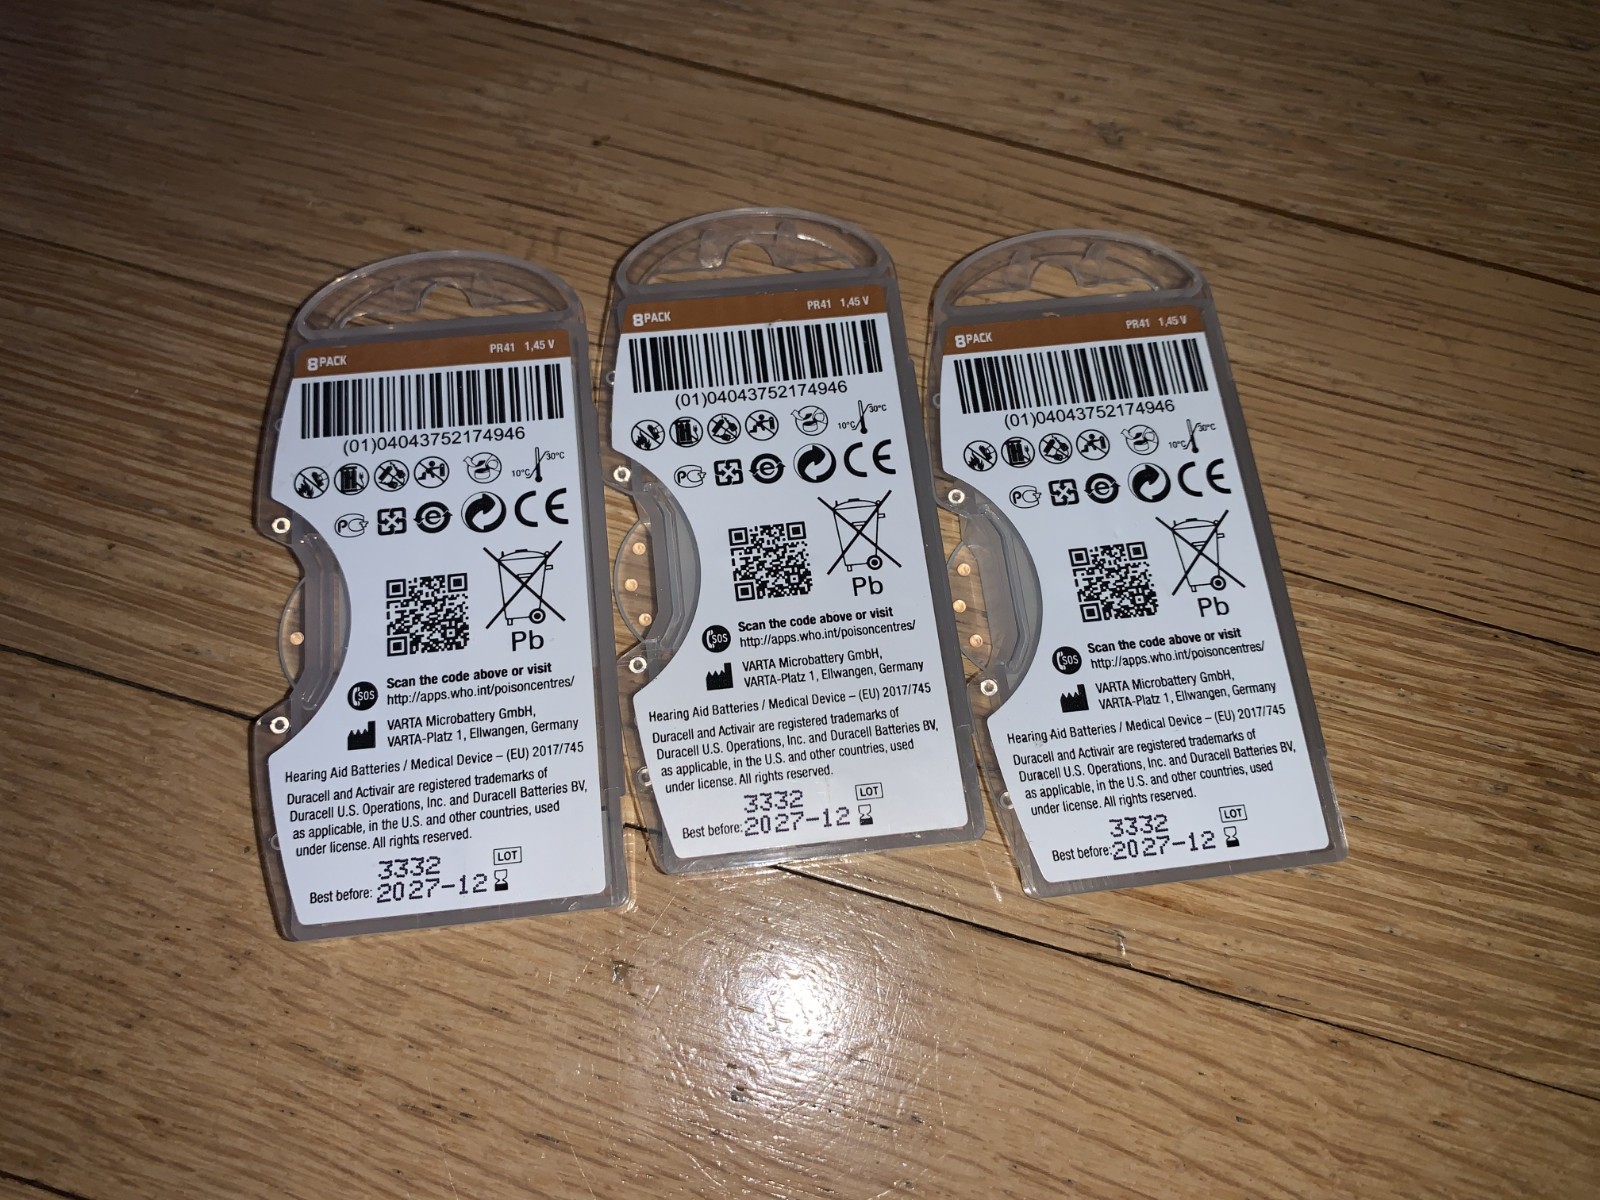 8PACK PR41 1,45 V
(01)04043752174946
10°C 30°C
PG e CE
Pb
SOS Scan the code above or visit
http://apps.who.int/poisoncentres/
VARTA Microbattery GmbH,
VARTA-Platz 1, Ellwangen, Germany
Hearing Aid Batteries / Medical Device – (EU) 2017/745
Duracell and Activair are registered trademarks of
Duracell U.S. Operations, Inc. and Duracell Batteries BV,
as applicable, in the U.S. and other countries, used
under license. All rights reserved.
3332 LOT
Best before: 2027-12
8PACK PR41 1,45 V
(01)04043752174946
10°C 30°C
PG e CE
Pb
SOS Scan the code above or visit
http://apps.who.int/poisoncentres/
VARTA Microbattery GmbH,
VARTA-Platz 1, Ellwangen, Germany
Hearing Aid Batteries / Medical Device – (EU) 2017/745
Duracell and Activair are registered trademarks of
Duracell U.S. Operations, Inc. and Duracell Batteries BV,
as applicable, in the U.S. and other countries, used
under license. All rights reserved.
3332 LOT
Best before: 2027-12
8PACK PR41 1,45 V
(01)04043752174946
10°C 30°C
PG e CE
Pb
SOS Scan the code above or visit
http://apps.who.int/poisoncentres/
VARTA Microbattery GmbH,
VARTA-Platz 1, Ellwangen, Germany
Hearing Aid Batteries / Medical Device – (EU) 2017/745
Duracell and Activair are registered trademarks of
Duracell U.S. Operations, Inc. and Duracell Batteries BV,
as applicable, in the U.S. and other countries, used
under license. All rights reserved.
3332 LOT
Best before: 2027-12